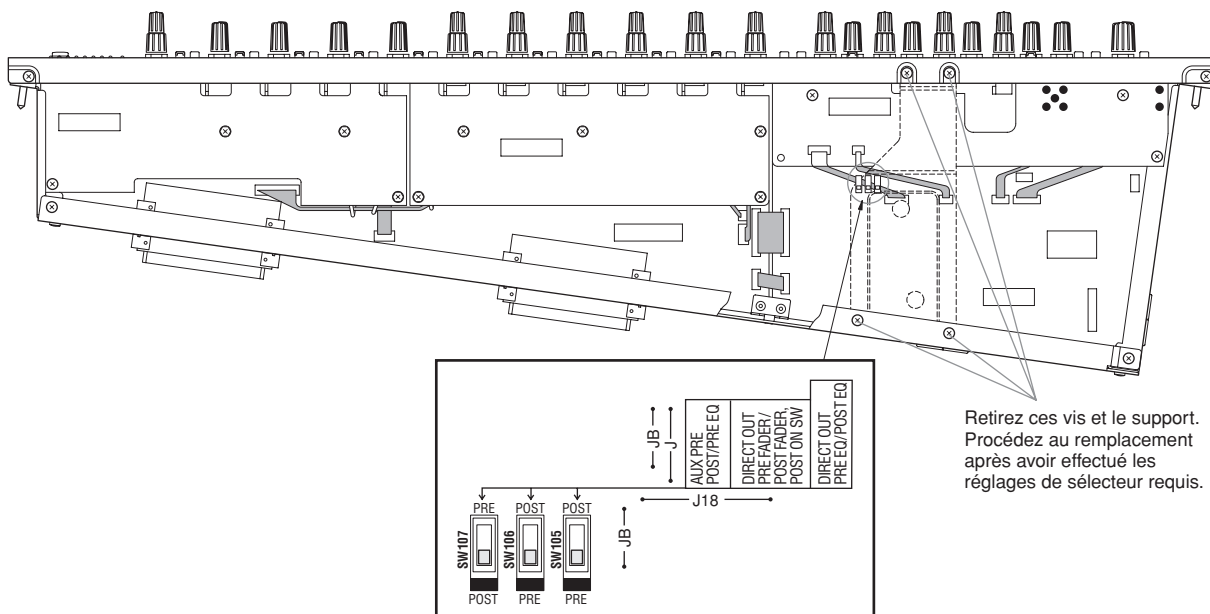 Retirez ces vis et le support.
Procédez au remplacement
après avoir effectué les
réglages de sélecteur requis.
JB
J
AUX PRE
POST/PRE EQ
DIRECT OUT
PRE FADER/
POST FADER,
POST ON SW
DIRECT OUT
PRE EQ/POST EQ
J18
PRE
POST
POST
SW107
SW106
SW105
JB
POST
PRE
PRE